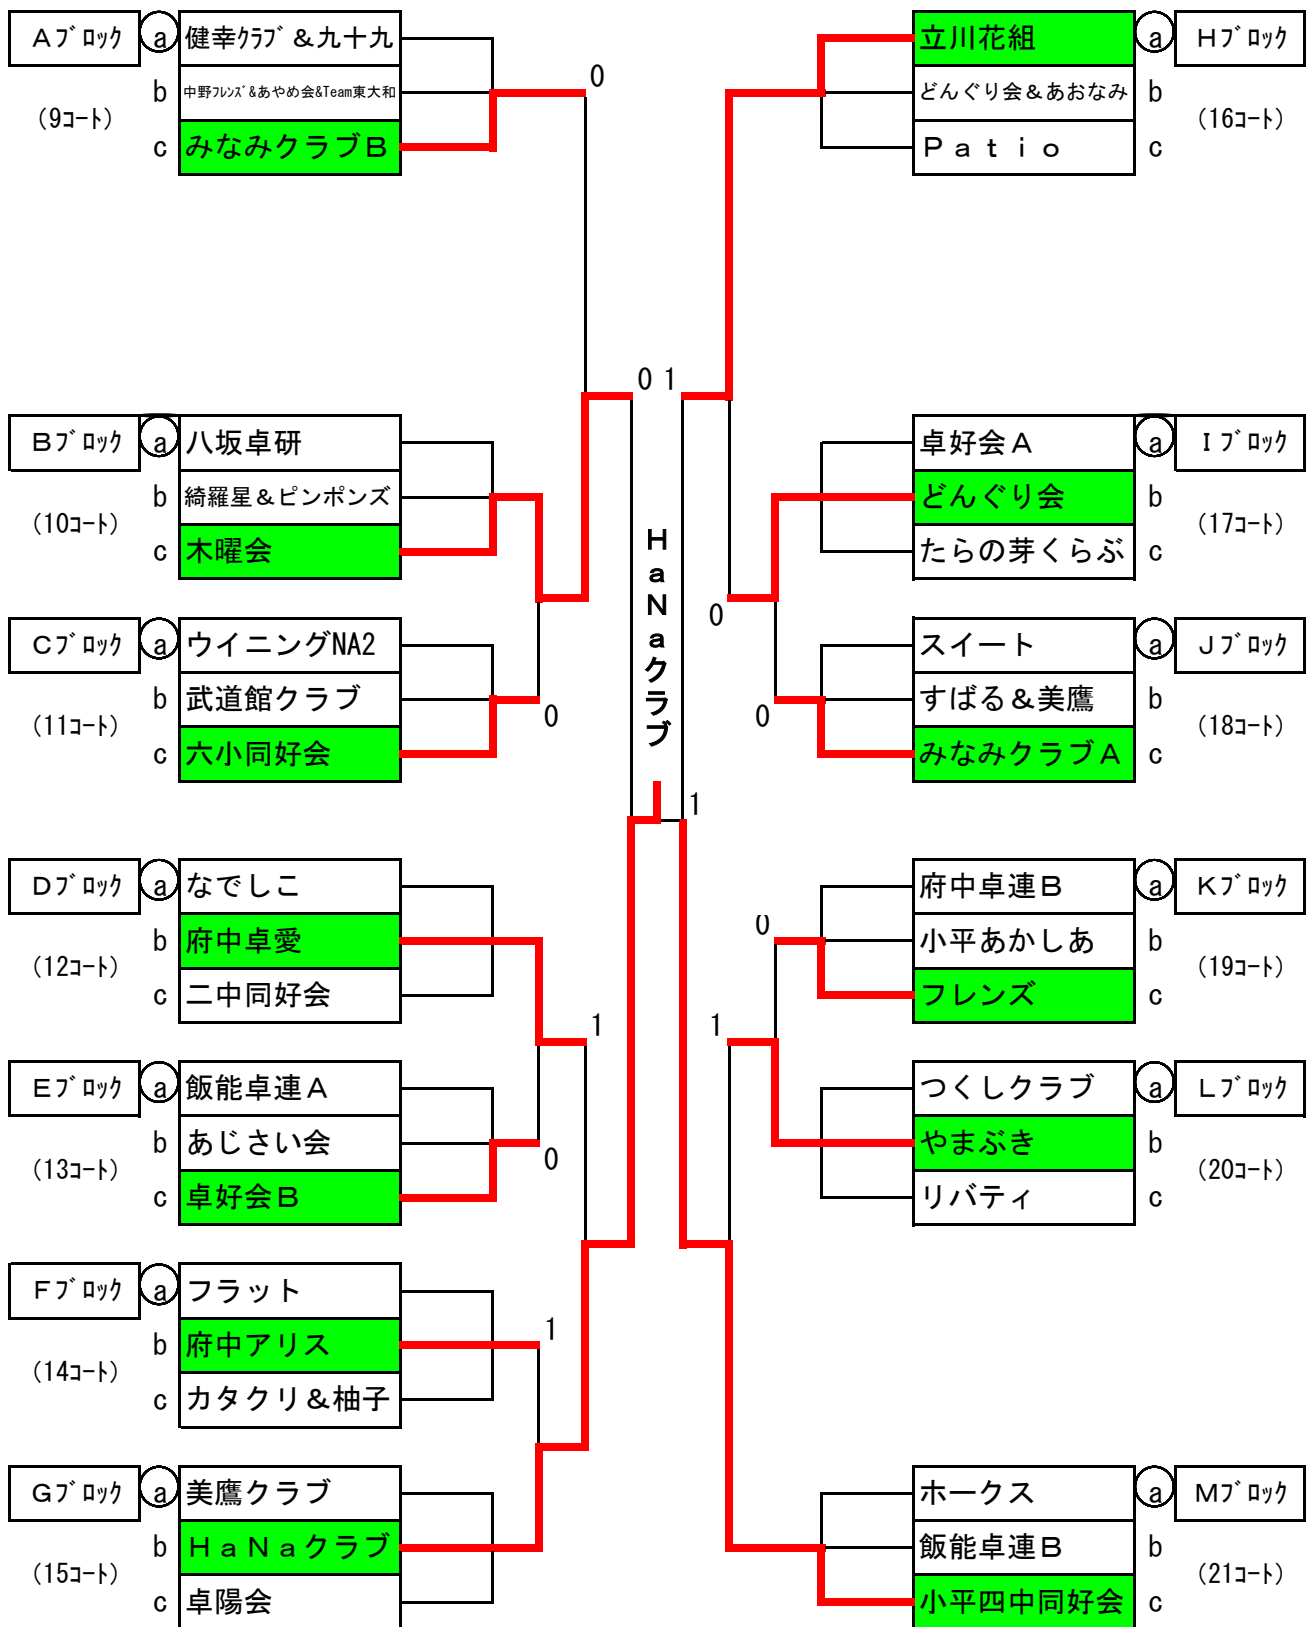 Aブロック a 健幸クラブ&九十九
b 中野フレンズ&あやめ会&Team東大和
(9コート)
c みなみクラブB
0
立川花組 a Hブロック
どんぐり会&あおなみ b
(16コート)
Patio c
0 1
Bブロック a 八坂卓研
b 綺羅星&ピンポンズ
(10コート)
c 木曜会
卓好会A a Iブロック
どんぐり会 b
(17コート)
たらの芽くらぶ c
HaNaクラブ
0
Cブロック a ウイニングNA2
b 武道館クラブ
(11コート)
c 六小同好会
0
スイート a Jブロック
すばる&美鷹 b
(18コート)
みなみクラブA c
0
1
Dブロック a なでしこ
b 府中卓愛
(12コート)
c 二中同好会
1
府中卓連B a Kブロック
小平あかしあ b
(19コート)
フレンズ c
0
1
Eブロック a 飯能卓連A
b あじさい会
(13コート)
c 卓好会B
0
つくしクラブ a Lブロック
やまぶき b
(20コート)
リバティ c
Fブロック a フラット
b 府中アリス
(14コート)
c カタクリ&柚子
1
Gブロック a 美鷹クラブ
b HaNaクラブ
(15コート)
c 卓陽会
ホークス a Mブロック
飯能卓連B b
(21コート)
小平四中同好会 c